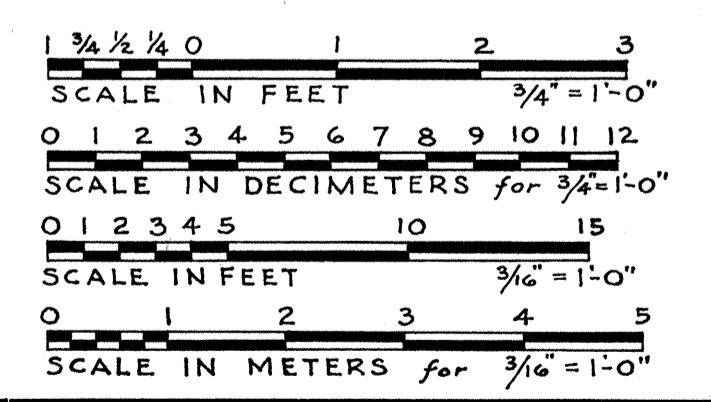 1 3/4 1/2 1/4 0 1 2 3
SCALE IN FEET 3/4" = 1'-0"
0 1 2 3 4 5 6 7 8 9 10 11 12
SCALE IN DECIMETERS for 3/4"=1'-0"
0 1 2 3 4 5 10 15
SCALE IN FEET 3/16" = 1'-0"
0 1 2 3 4 5
SCALE IN METERS for 3/16" = 1'-0"